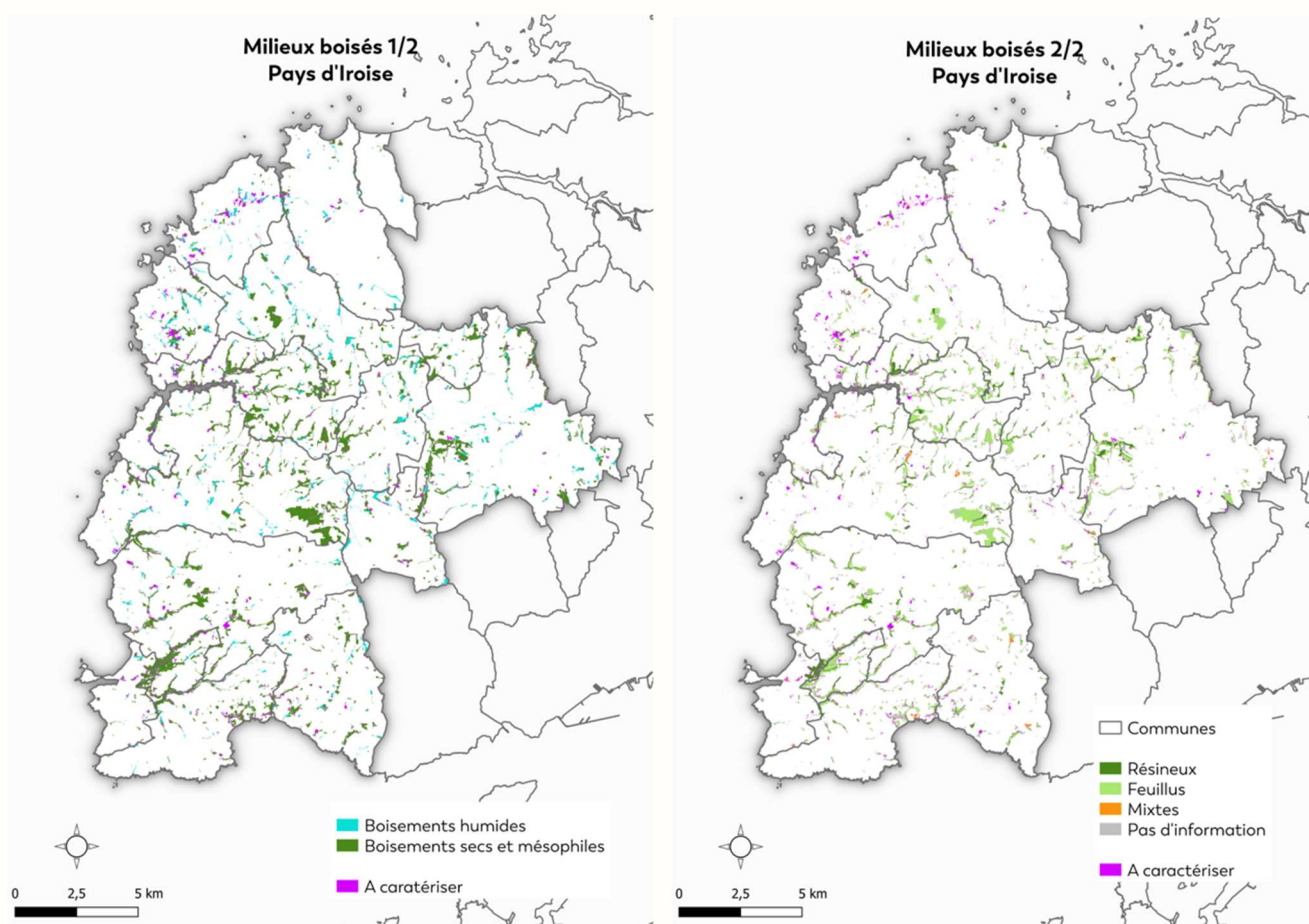 Milieux boisés 1/2
Pays d'Iroise
Boisements humides
Boisements secs et mésophiles
A caratériser
0 2,5 5 km
Milieux boisés 2/2
Pays d'Iroise
Communes
Résineux
Feuillus
Mixtes
Pas d'information
A caractériser
0 2,5 5 km